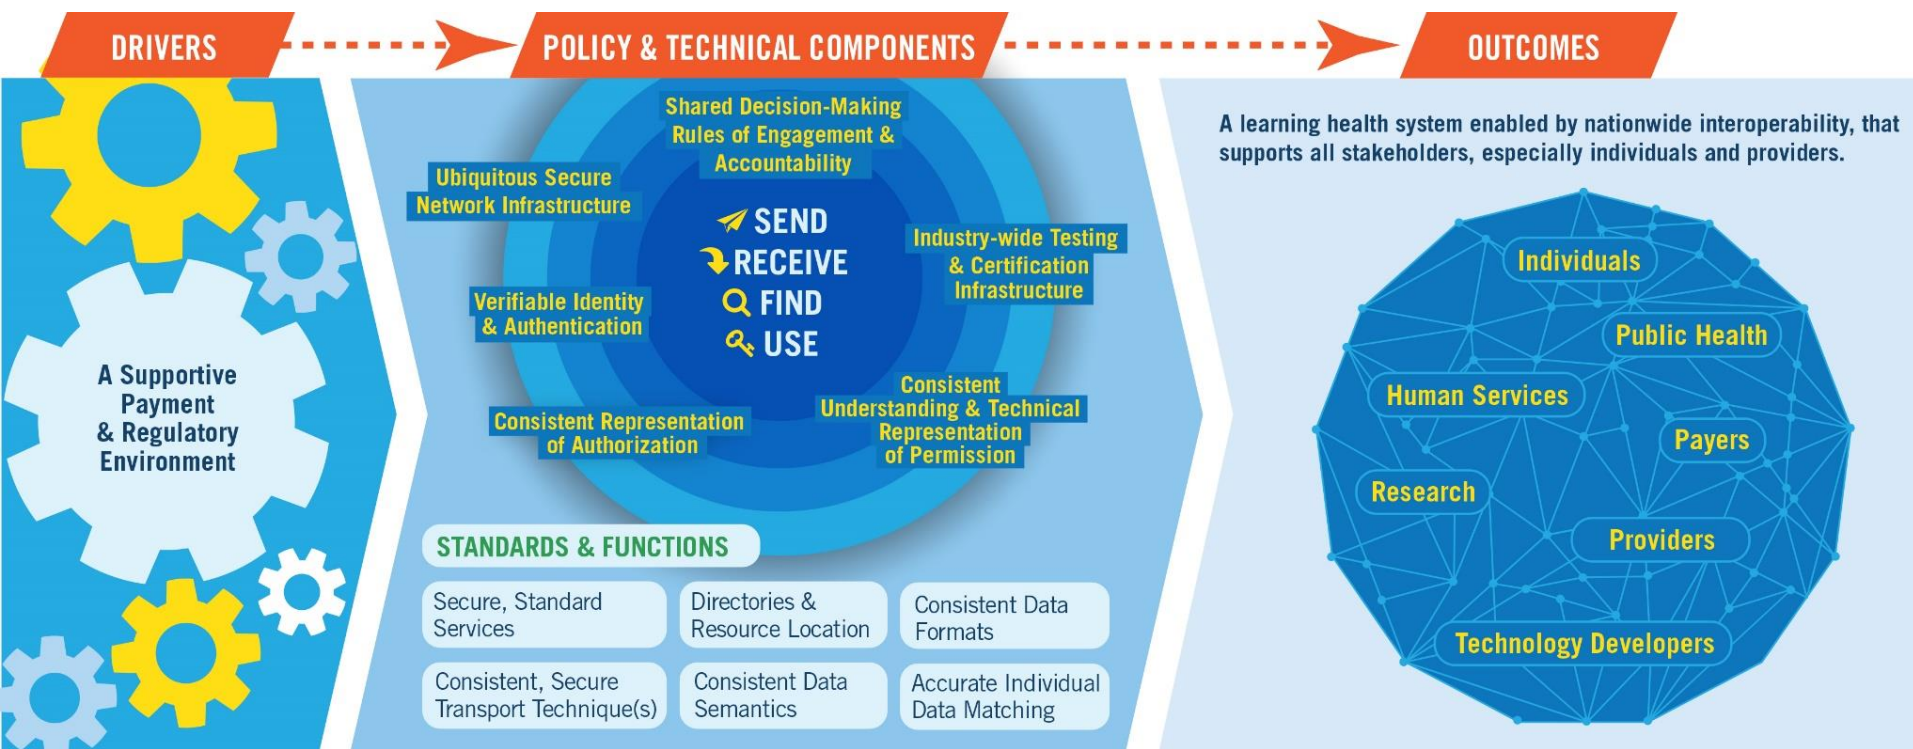 DRIVERS
POLICY & TECHNICAL COMPONENTS
OUTCOMES
A Supportive
Payment
& Regulatory
Environment
Shared Decision-Making
Rules of Engagement &
Accountability
Ubiquitous Secure
Network Infrastructure
Industry-wide Testing
& Certification
Infrastructure
Verifiable Identity
& Authentication
SEND
RECEIVE
FIND
USE
Consistent Representation
of Authorization
Consistent
Understanding & Technical
Representation
of Permission
STANDARDS & FUNCTIONS
Secure, Standard
Services
Directories &
Resource Location
Consistent Data
Formats
Consistent, Secure
Transport Technique(s)
Consistent Data
Semantics
Accurate Individual
Data Matching
A learning health system enabled by nationwide interoperability, that
supports all stakeholders, especially individuals and providers.
Individuals
Public Health
Human Services
Payers
Research
Providers
Technology Developers